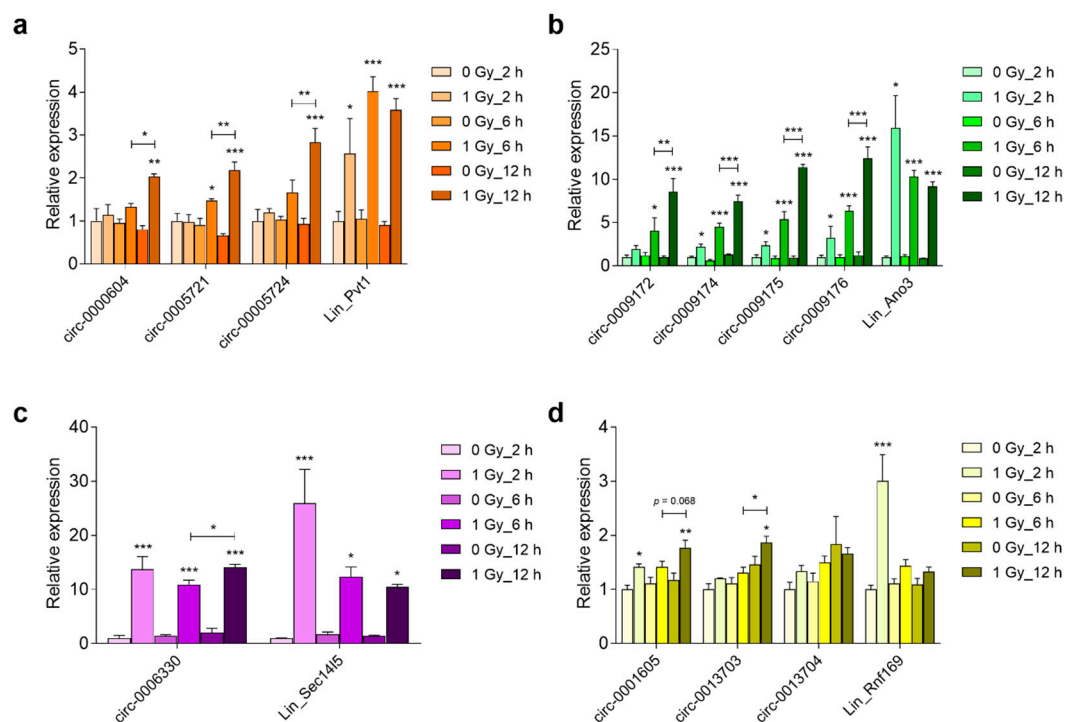 a
Relative expression
5
4
3
2
1
0
*
**
**
***
**
***
*
***
***
circ-0000604
circ-0005721
circ-00005724
Lin_Pvt1
0 Gy_2 h
1 Gy_2 h
0 Gy_6 h
1 Gy_6 h
0 Gy_12 h
1 Gy_12 h
b
Relative expression
25
20
15
10
5
0
*
**
***
*
***
***
***
*
***
***
***
*
***
***
***
*
***
***
circ-0009172
circ-0009174
circ-0009175
circ-0009176
Lin_Ano3
0 Gy_2 h
1 Gy_2 h
0 Gy_6 h
1 Gy_6 h
0 Gy_12 h
1 Gy_12 h
c
Relative expression
40
30
20
10
0
***
***
*
***
***
*
*
circ-0006330
Lin_Sec14l5
0 Gy_2 h
1 Gy_2 h
0 Gy_6 h
1 Gy_6 h
0 Gy_12 h
1 Gy_12 h
d
Relative expression
4
3
2
1
0
*
p = 0.068
**
*
*
***
circ-0001605
circ-0013703
circ-0013704
Lin_Rnf169
0 Gy_2 h
1 Gy_2 h
0 Gy_6 h
1 Gy_6 h
0 Gy_12 h
1 Gy_12 h